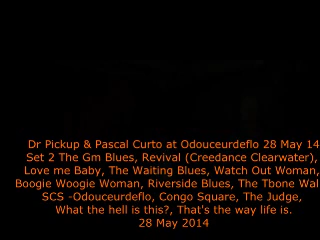 Dr Pickup & Pascal Curto at Odouceurdeflo 28 May 14
Set 2 The Gm Blues, Revival (Creedance Clearwater),
Love me Baby, The Waiting Blues, Watch Out Woman,
Boogie Woogie Woman, Riverside Blues, The Tbone Wal
SCS -Odouceurdeflo, Congo Square, The Judge,
What the hell is this?, That's the way life is.
28 May 2014